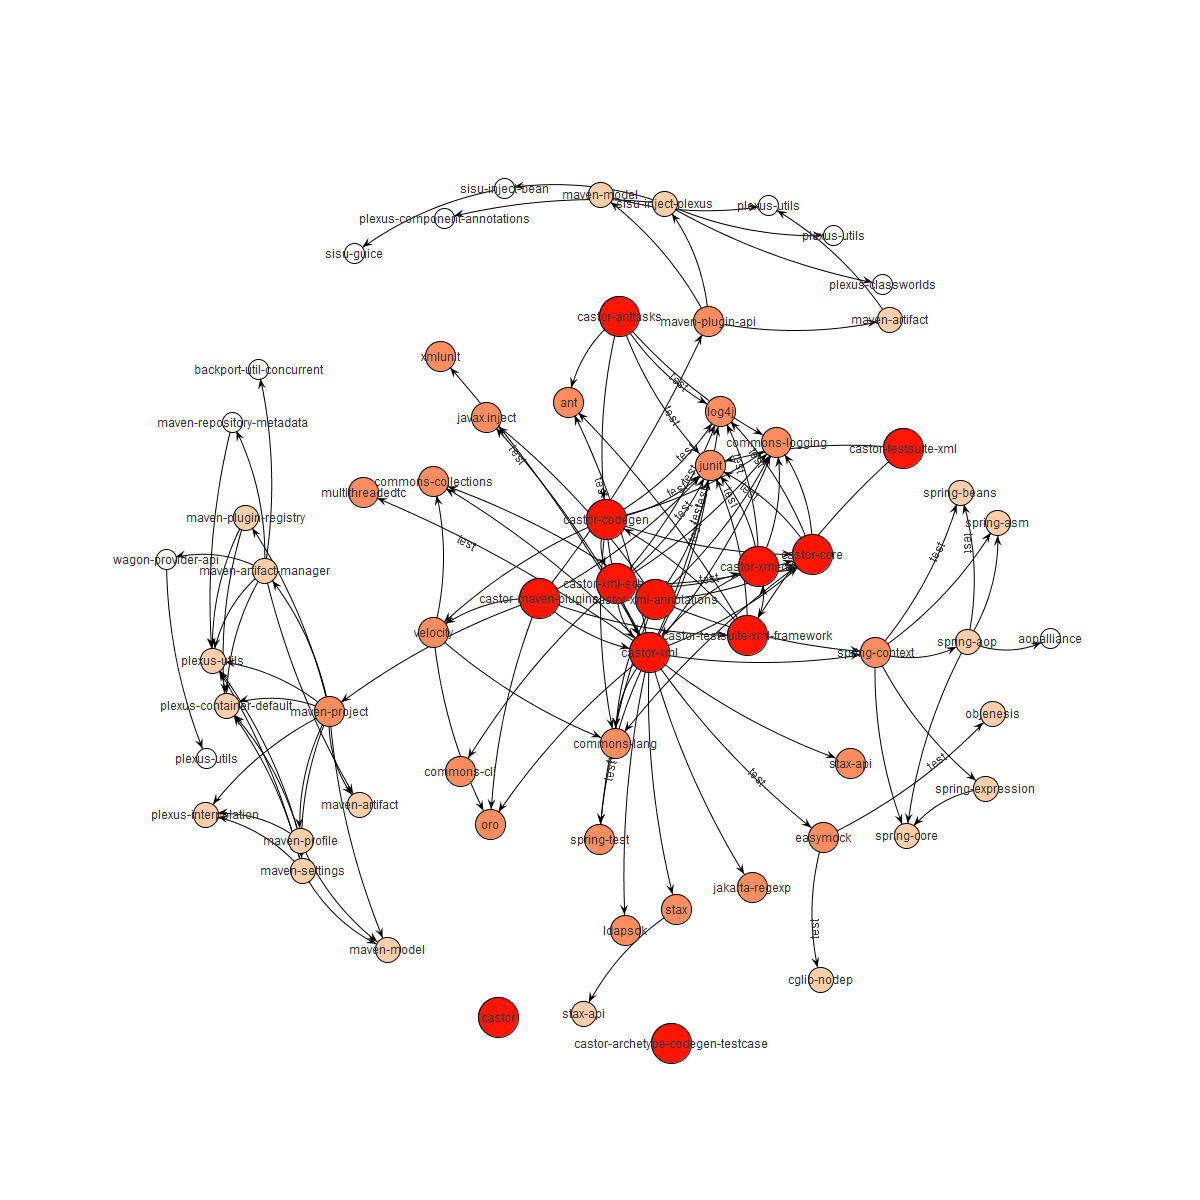 sisu-inject-bean
maven-model
sisu-inject-plexus
plexus-utils
plexus-component-annotations
plexus-utils
sisu-guice
plexus-classworlds
castor-anttasks
maven-plugin-api
maven-artifact
xmlunit
backport-util-concurrent
test
ant
javax.inject
log4j
test
maven-repository-metadata
commons-logging
castor-testsuite-xml
test
test
test
test
junit
test
commons-collections
test
test
multithreadedtc
test
test
test
test
spring-beans
test
test
maven-plugin-registry
castor-codegen
spring-asm
test
test
test
wagon-provider-api
castor-core
maven-artifact-manager
castor-xml
test
castor-maven-plugin
castor-xml-annotations
velocity
castor-testsuite-xml-framework
spring-aop
aopalliance
castor-xml
spring-context
plexus-utils
plexus-container-default
maven-project
objenesis
commons-lang
plexus-utils
test
stax-api
commons-cli
test
test
spring-expression
maven-artifact
plexus-interpolation
oro
maven-profile
spring-test
easymock
spring-core
maven-settings
jakarta-regexp
stax
ldapsdk
test
maven-model
cglib-nodep
castor
stax-api
castor-archetype-codegen-testcase